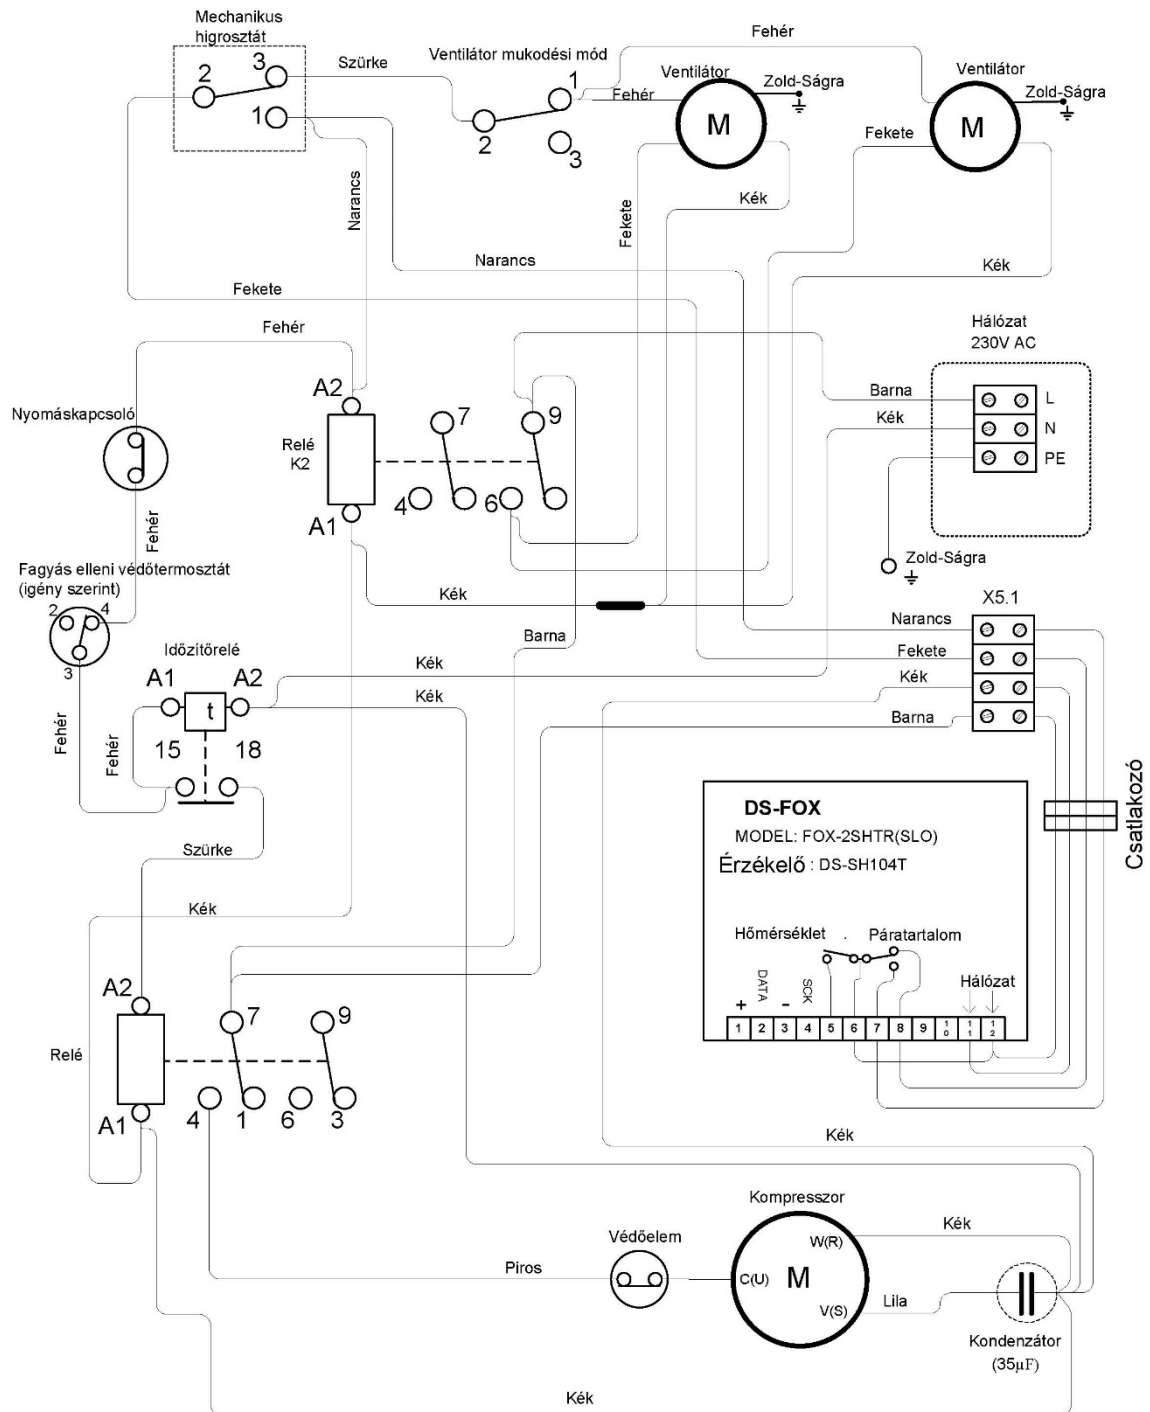 Mechanikus
higrosztát
2
3
1
Szürke
Ventilátor mukodési mód
1
2
3
Fehér
Fehér
Ventilátor
M
Zold-Ságra
Ventilátor
M
Zold-Ságra
Fekete
Narancs
Fekete
Kék
Kék
Narancs
Fekete
Fehér
Hálózat
230V AC
Barna
L
Kék
N
PE
Zold-Ságra
Nyomáskapcsoló
A2
Relé
K2
A1
7
9
4
6
Fehér
Fagyás elleni védőtermosztát
(igény szerint)
2
4
3
Kék
Barna
X5.1
Narancs
Fekete
Kék
Barna
Időzítőrelé
A1
A2
t
15
18
Kék
Kék
Fehér
Fehér
Szürke
Kék
Csatlakozó
DS-FOX
MODEL: FOX-2SHTR(SLO)
Érzékelő : DS-SH104T
Hőmérséklet .
Páratartalom
Hálózat
+
DATA
-
SCK
1 2 3 4 5 6 7 8 9 10 11 12
A2
Relé
A1
7
9
4
1
6
3
Kék
Kompresszor
W(R)
C(U)
M
V(S)
Kék
Lila
Védőelem
Piros
Kondenzátor
(35µF)
Kék